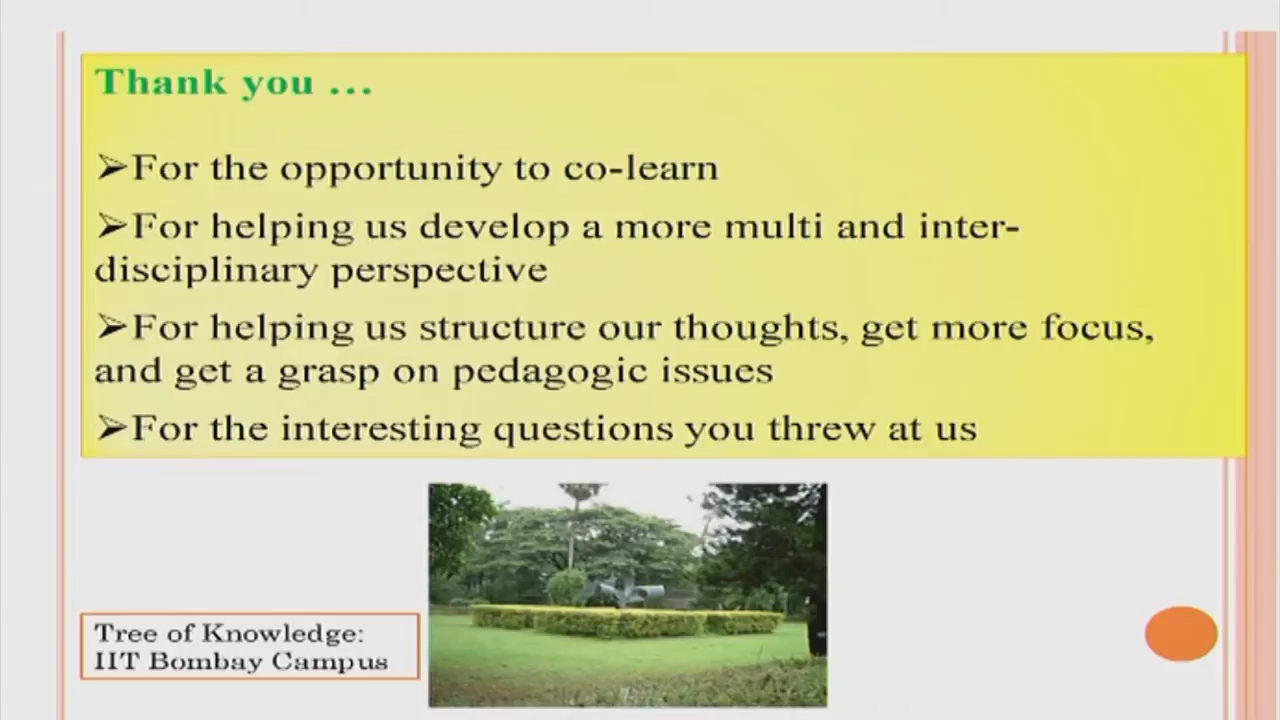 Thank you ...
➢For the opportunity to co-learn
➢For helping us develop a more multi and inter-
disciplinary perspective
➢For helping us structure our thoughts, get more focus,
and get a grasp on pedagogic issues
➢For the interesting questions you threw at us
Tree of Knowledge:
IIT Bombay Campus